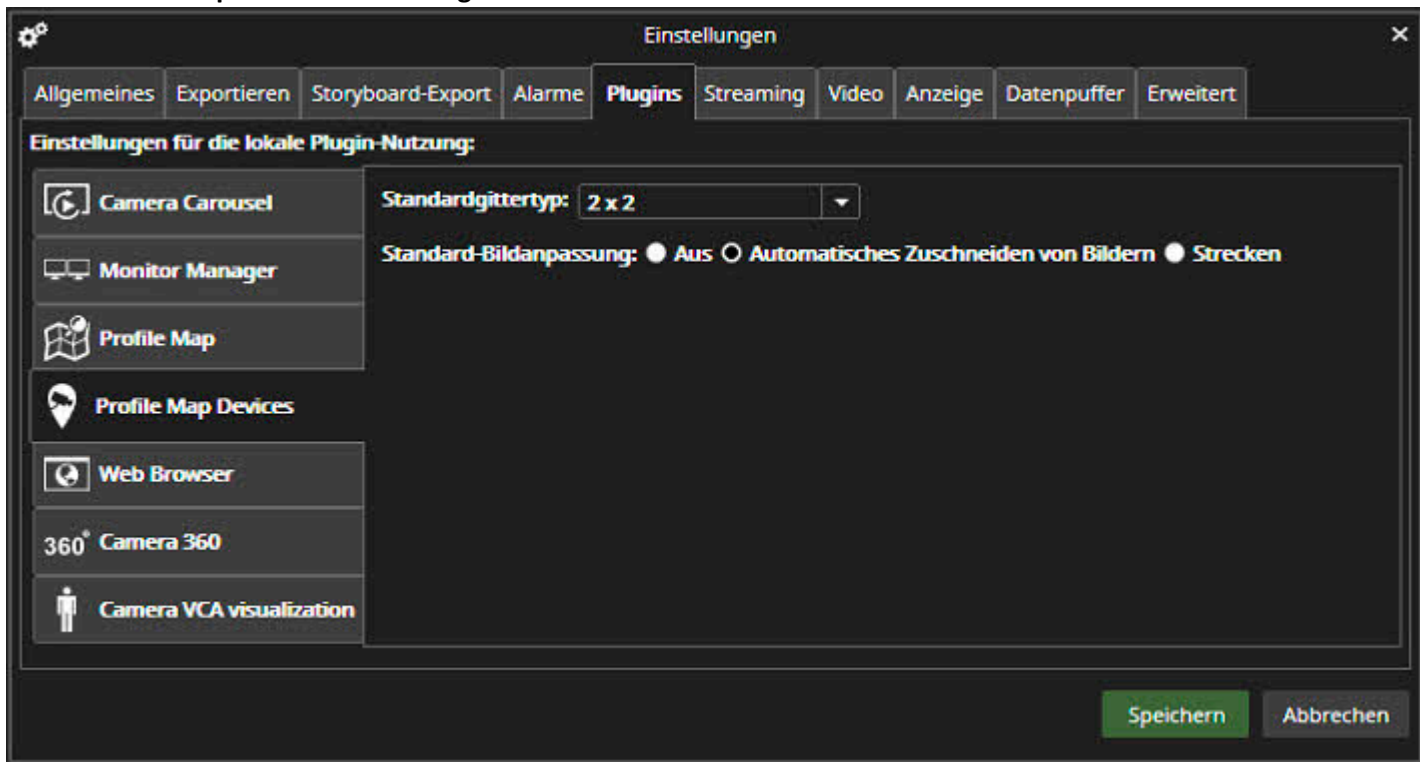 Einstellungen
Allgemeines Exportieren Storyboard-Export Alarme Plugins Streaming Video Anzeige Datenpuffer Erweitert
Einstellungen für die lokale Plugin-Nutzung:
Camera Carousel
Standardgittertyp: 2 x 2
Standard-Bildanpassung: Aus Automatisches Zuschneiden von Bildern Strecken
Monitor Manager
Profile Map
Profile Map Devices
Web Browser
360° Camera 360
Camera VCA visualization
Speichern Abbrechen